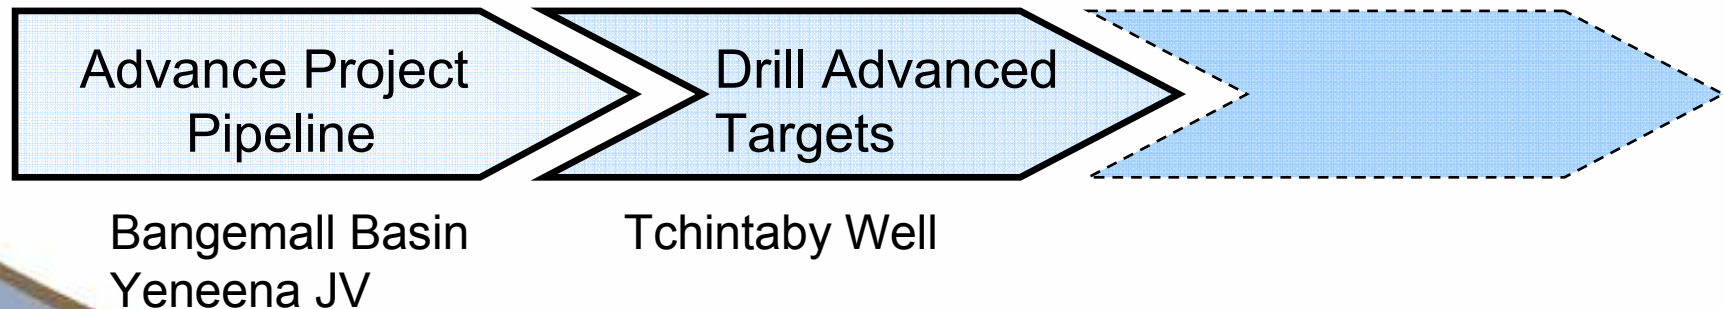 Advance Project
Pipeline
Drill Advanced
Targets
Bangemall Basin
Yeneena JV
Tchintaby Well